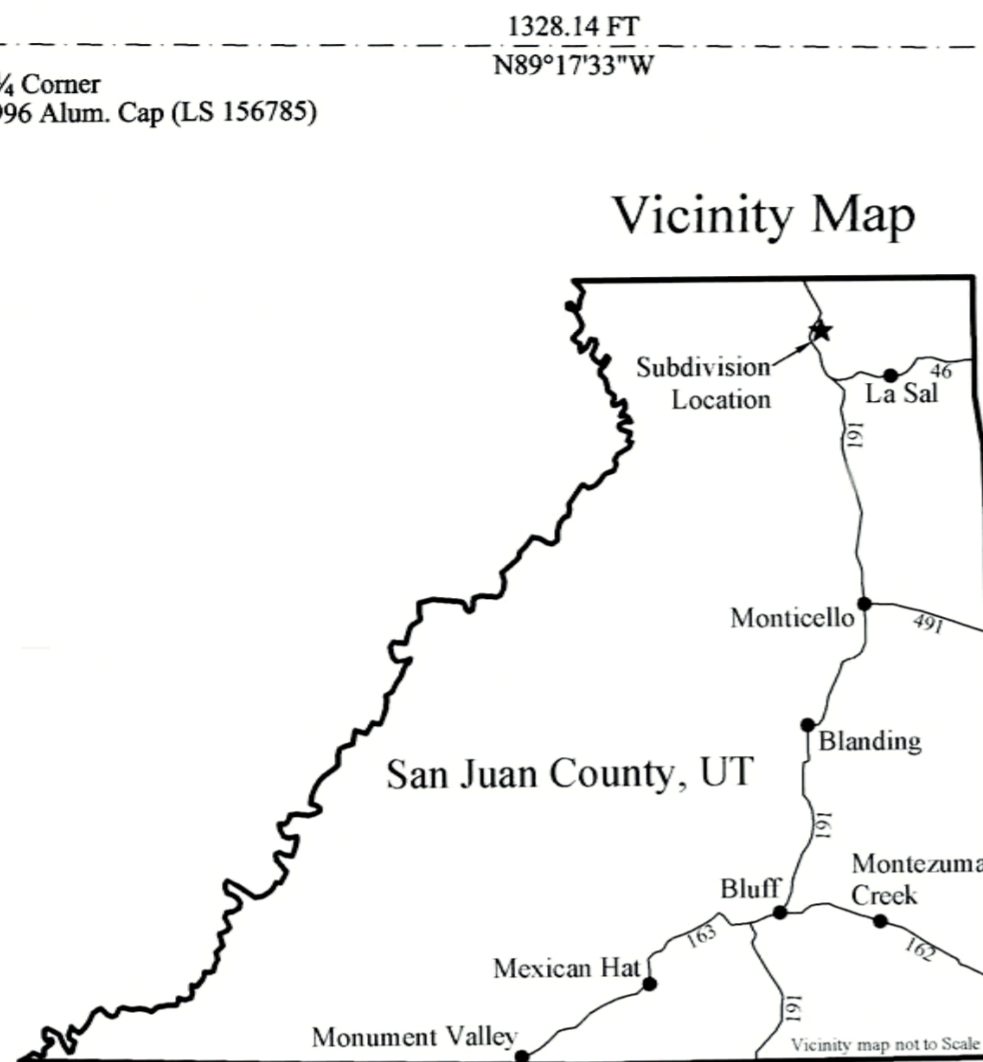 1328.14 FT
N89°17'33"W
¼ Corner
996 Alum. Cap (LS 156785)
Vicinity Map
Subdivision
Location
46
La Sal
191
Monticello
491
Blanding
San Juan County, UT
191
Montezuma
Creek
Bluff
163
162
Mexican Hat
191
Monument Valley
Vicinity map not to Scale